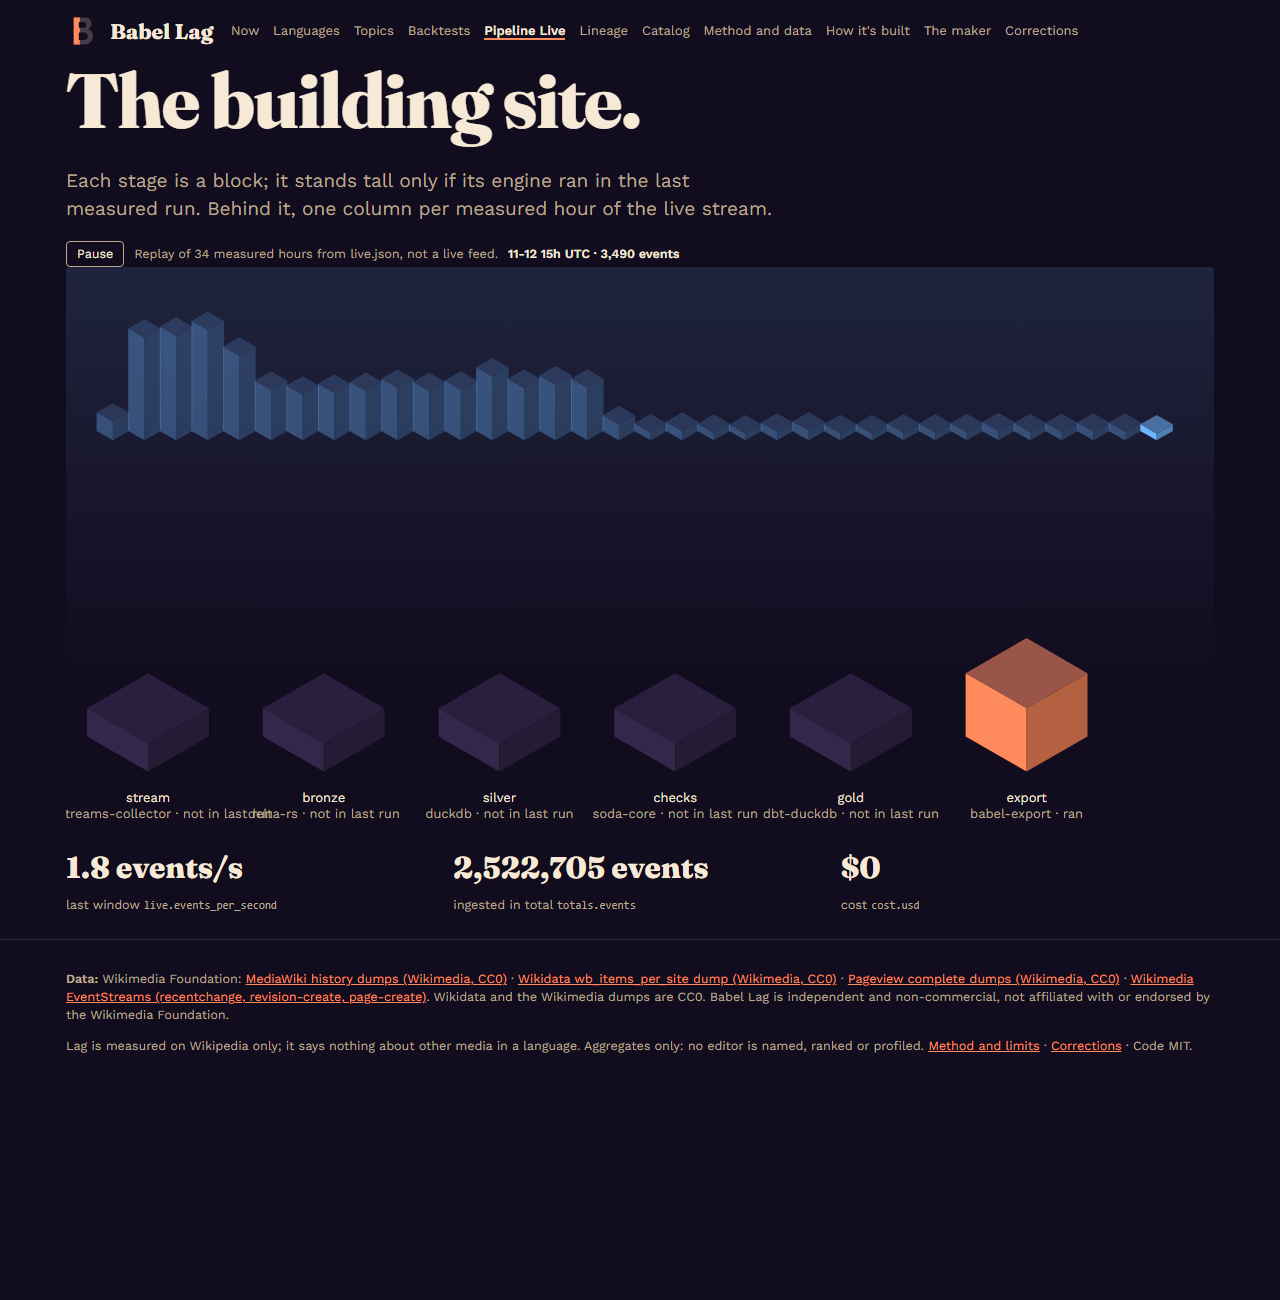 B Babel Lag Now Languages Topics Backtests Pipeline Live Lineage Catalog Method and data How it's built The maker Corrections
The building site.
Each stage is a block; it stands tall only if its engine ran in the last
measured run. Behind it, one column per measured hour of the live stream.
Pause Replay of 34 measured hours from live.json, not a live feed. 11-12 15h UTC · 3,490 events
stream bronze silver checks gold export
treams-collector · not in last · not in last run duckdb · not in last run soda-core · not in last run dbt-duckdb · not in last run babel-export · ran
1.8 events/s 2,522,705 events $0
last window live.events_per_second ingested in total totals.events cost cost.usd
Data: Wikimedia Foundation: MediaWiki history dumps (Wikimedia, CC0) · Wikidata wb_items_per_site dump (Wikimedia, CC0) · Pageview complete dumps (Wikimedia, CC0) · Wikimedia
EventStreams (recentchange, revision-create, page-create). Wikidata and the Wikimedia dumps are CC0. Babel Lag is independent and non-commercial, not affiliated with or endorsed by
the Wikimedia Foundation.
Lag is measured on Wikipedia only; it says nothing about other media in a language. Aggregates only: no editor is named, ranked or profiled. Method and limits · Corrections · Code MIT.